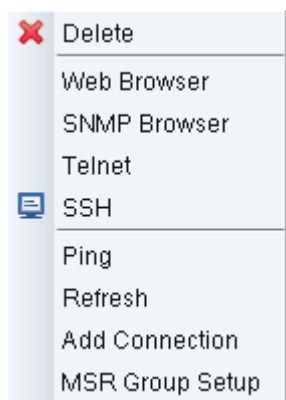 Delete
Web Browser
SNMP Browser
Telnet
SSH
Ping
Refresh
Add Connection
MSR Group Setup